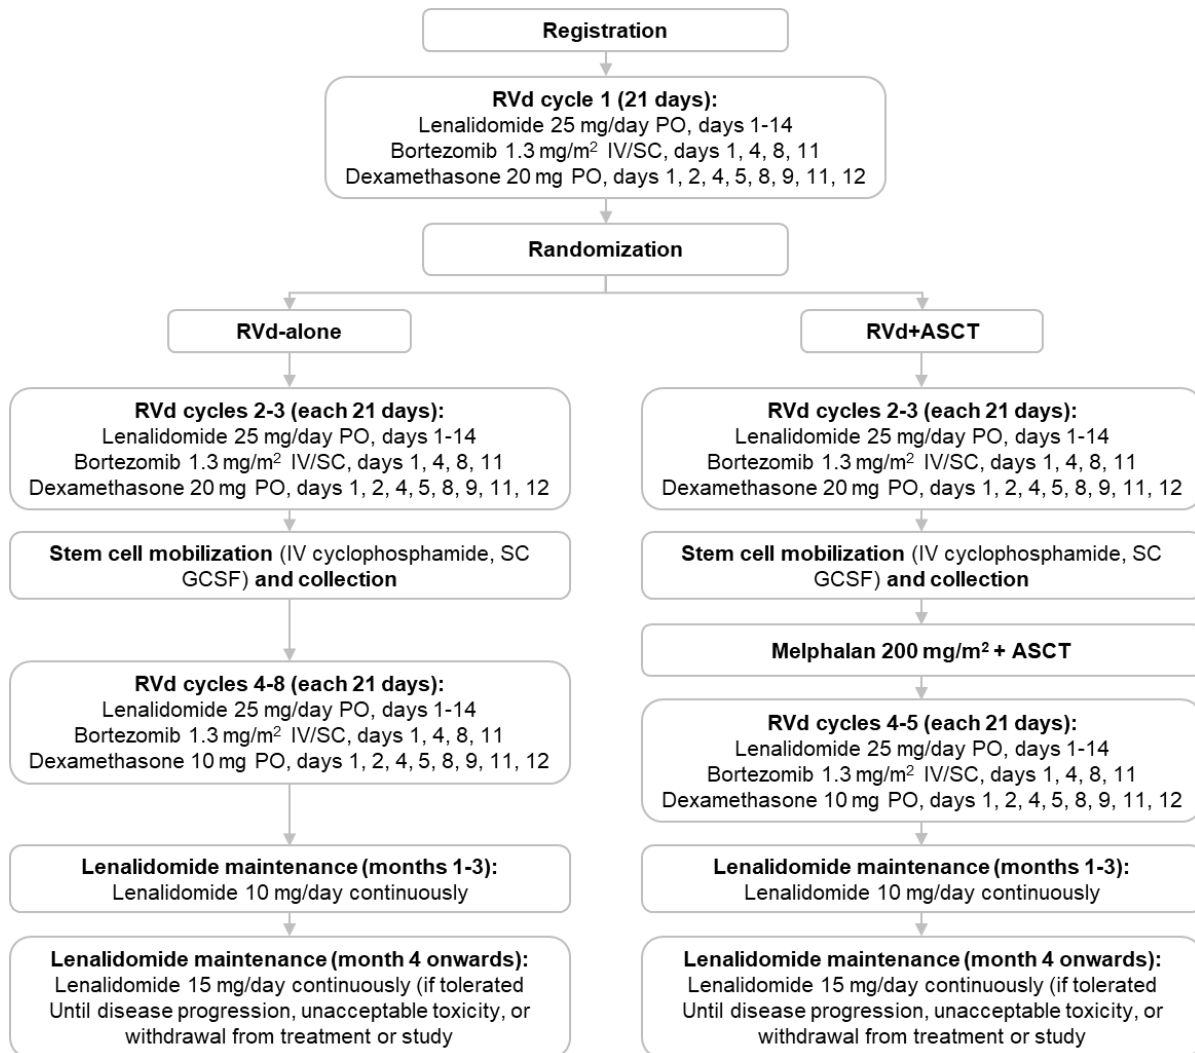 Registration
RVd cycle 1 (21 days):
Lenalidomide 25 mg/day PO, days 1-14
Bortezomib 1.3 mg/m² IV/SC, days 1, 4, 8, 11
Dexamethasone 20 mg PO, days 1, 2, 4, 5, 8, 9, 11, 12
Randomization
RVd-alone
RVd cycles 2-3 (each 21 days):
Lenalidomide 25 mg/day PO, days 1-14
Bortezomib 1.3 mg/m² IV/SC, days 1, 4, 8, 11
Dexamethasone 20 mg PO, days 1, 2, 4, 5, 8, 9, 11, 12
Stem cell mobilization (IV cyclophosphamide, SC
GCSF) and collection
RVd cycles 4-8 (each 21 days):
Lenalidomide 25 mg/day PO, days 1-14
Bortezomib 1.3 mg/m² IV/SC, days 1, 4, 8, 11
Dexamethasone 10 mg PO, days 1, 2, 4, 5, 8, 9, 11, 12
Lenalidomide maintenance (months 1-3):
Lenalidomide 10 mg/day continuously
Lenalidomide maintenance (month 4 onwards):
Lenalidomide 15 mg/day continuously (if tolerated
Until disease progression, unacceptable toxicity, or
withdrawal from treatment or study
RVd+ASCT
RVd cycles 2-3 (each 21 days):
Lenalidomide 25 mg/day PO, days 1-14
Bortezomib 1.3 mg/m² IV/SC, days 1, 4, 8, 11
Dexamethasone 20 mg PO, days 1, 2, 4, 5, 8, 9, 11, 12
Stem cell mobilization (IV cyclophosphamide, SC
GCSF) and collection
Melphalan 200 mg/m² + ASCT
RVd cycles 4-5 (each 21 days):
Lenalidomide 25 mg/day PO, days 1-14
Bortezomib 1.3 mg/m² IV/SC, days 1, 4, 8, 11
Dexamethasone 10 mg PO, days 1, 2, 4, 5, 8, 9, 11, 12
Lenalidomide maintenance (months 1-3):
Lenalidomide 10 mg/day continuously
Lenalidomide maintenance (month 4 onwards):
Lenalidomide 15 mg/day continuously (if tolerated
Until disease progression, unacceptable toxicity, or
withdrawal from treatment or study